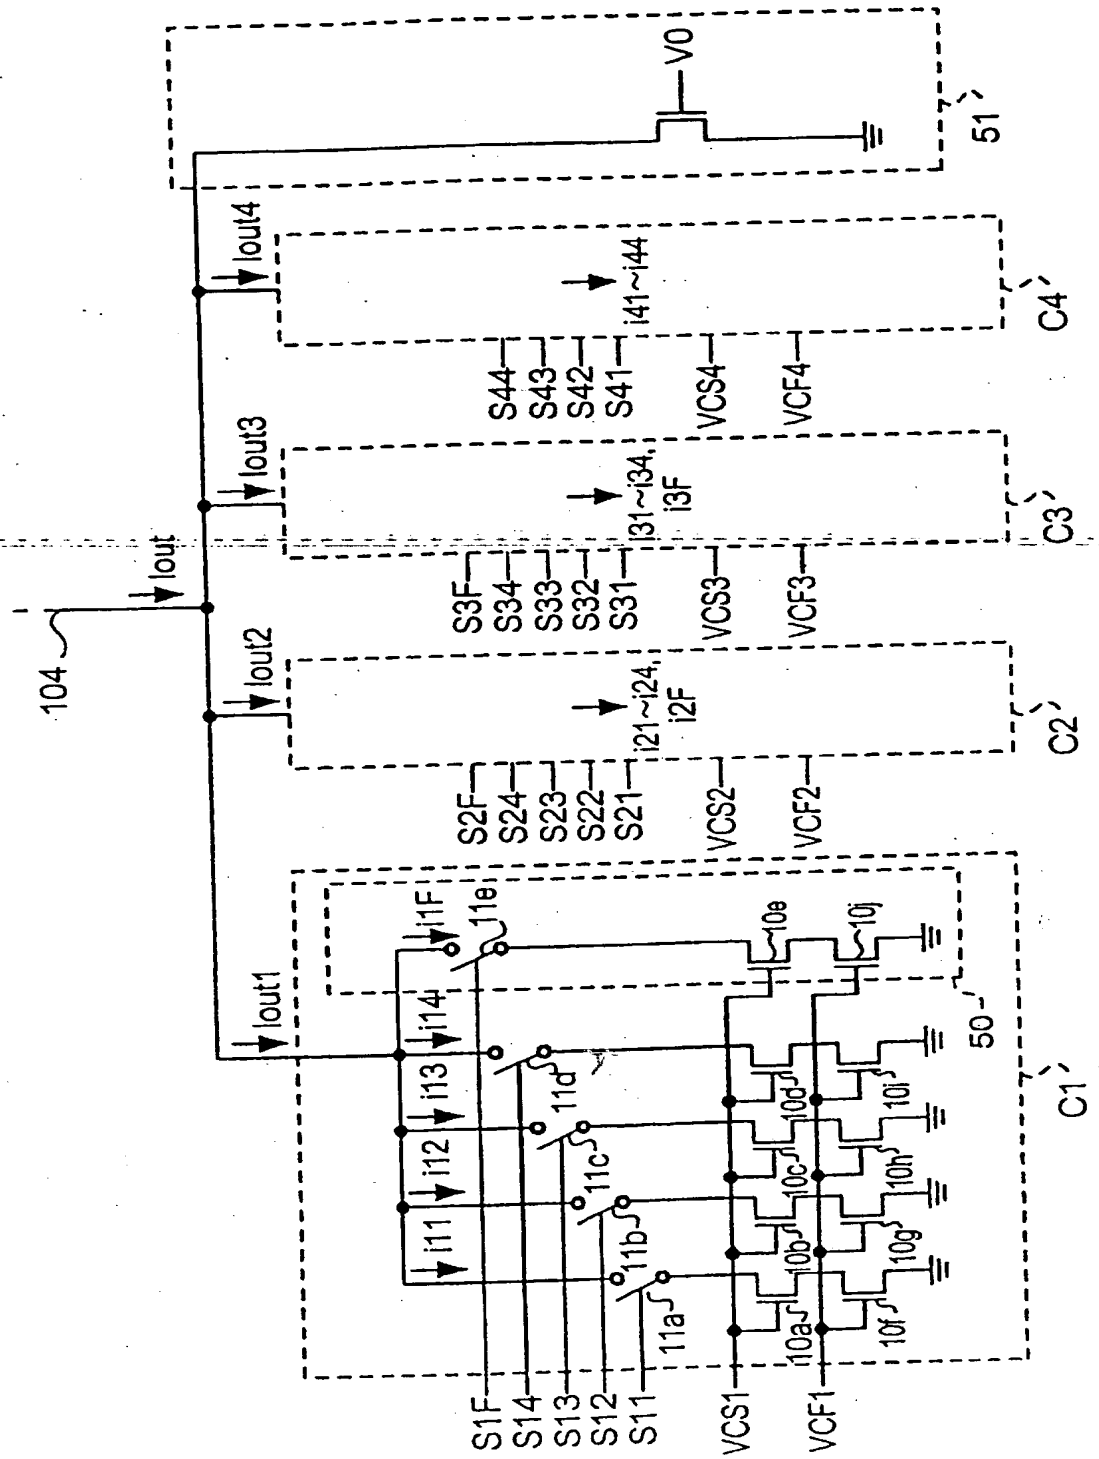 104
Iout
Iout1
Iout2
Iout3
Iout4
i11
i12
i13
i14
i1F
S1F
S14
S13
S12
S11
VCS1
VCF1
11a
11b
11c
11d
11e
10a
10b
10c
10d
10e
10f
10g
10h
10i
10j
50
C1'
S2F
S24
S23
S22
S21
VCS2
VCF2
i21~i24,
i2F
C2'
S3F
S34
S33
S32
S31
VCS3
VCF3
i31~i34,
i3F
C3'
S44
S43
S42
S41
VCS4
VCF4
i41~i44
C4'
V0
51'